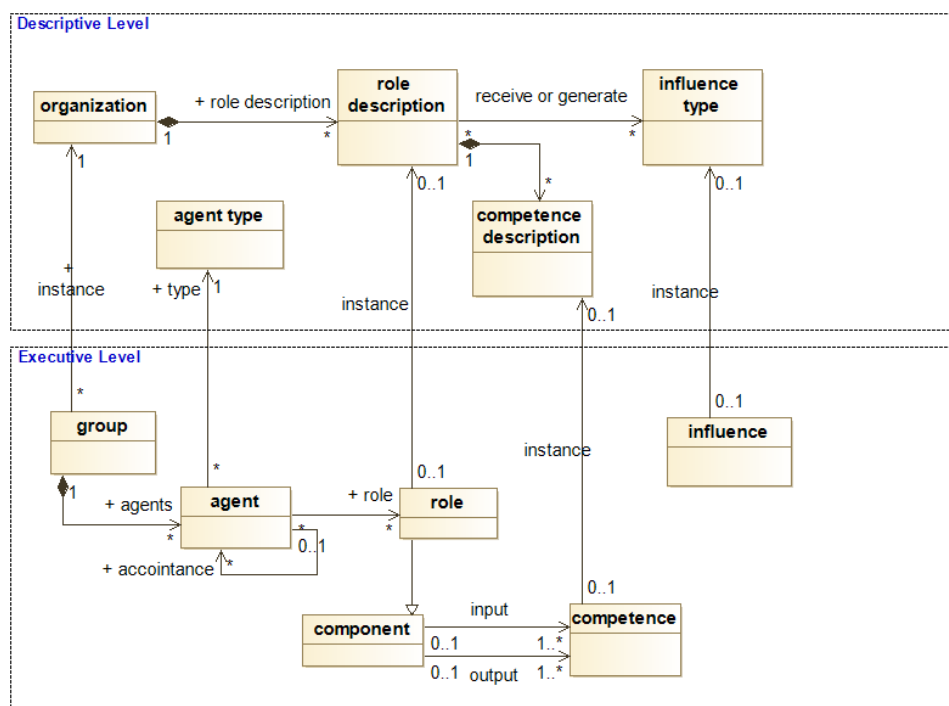 Descriptive Level
organization
+ role description
1
*
role
description
receive or generate
*
*
influence
type
1
0..1
*
0..1
1
agent type
competence
description
+
instance
+ type
1
instance
0..1
instance
Executive Level
*
group
1
+ agents
*
*
agent
+ role
*
*
0..1
*
+ accointance
0..1
role
instance
0..1
influence
component
input
0..1
1..*
0..1
output
1..*
0..1
competence